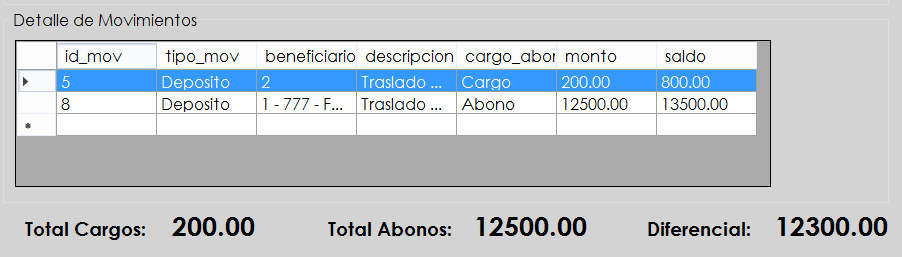 Detalle de Movimientos
id_mov tipo_mov beneficiario descripcion cargo_abor monto saldo
5 Deposito 2 Traslado ... Cargo 200.00 800.00
8 Deposito 1 - 777 - F... Traslado ... Abono 12500.00 13500.00
Total Cargos: 200.00 Total Abonos: 12500.00 Diferencial: 12300.00